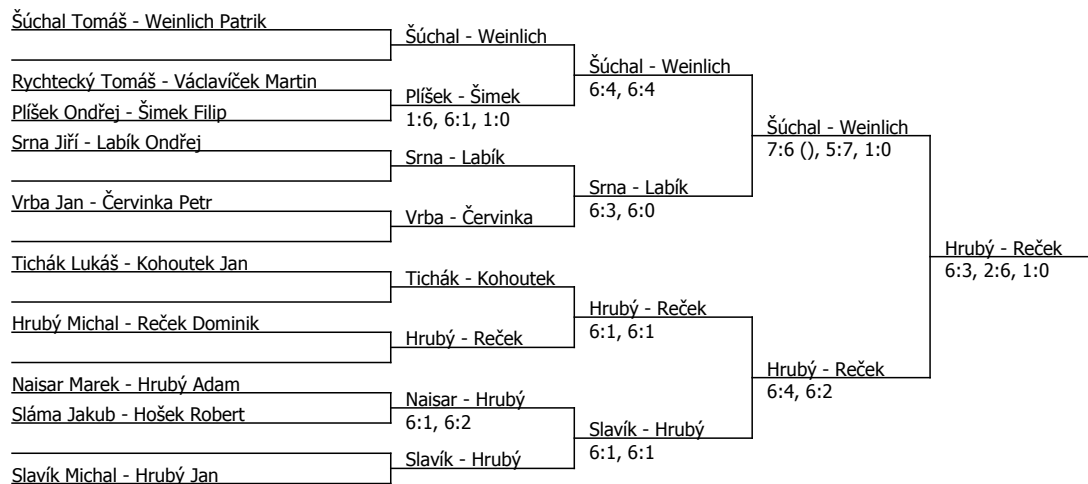 Šúchal Tomáš - Weinlich Patrik
Rychtecký Tomáš - Václavíček Martin
Plíšek Ondřej - Šimek Filip
Srna Jiří - Labík Ondřej
Vrba Jan - Červinka Petr
Tichák Lukáš - Kohoutek Jan
Hrubý Michal - Reček Dominik
Naisar Marek - Hrubý Adam
Sláma Jakub - Hošek Robert
Slavík Michal - Hrubý Jan
Šúchal - Weinlich
Plíšek - Šimek
1:6, 6:1, 1:0
Srna - Labík
Vrba - Červinka
Tichák - Kohoutek
Hrubý - Reček
Naisar - Hrubý
6:1, 6:2
Slavík - Hrubý
Šúchal - Weinlich
6:4, 6:4
Srna - Labík
6:3, 6:0
Hrubý - Reček
6:1, 6:1
Slavík - Hrubý
6:1, 6:1
Šúchal - Weinlich
7:6 (), 5:7, 1:0
Hrubý - Reček
6:4, 6:2
Hrubý - Reček
6:3, 2:6, 1:0